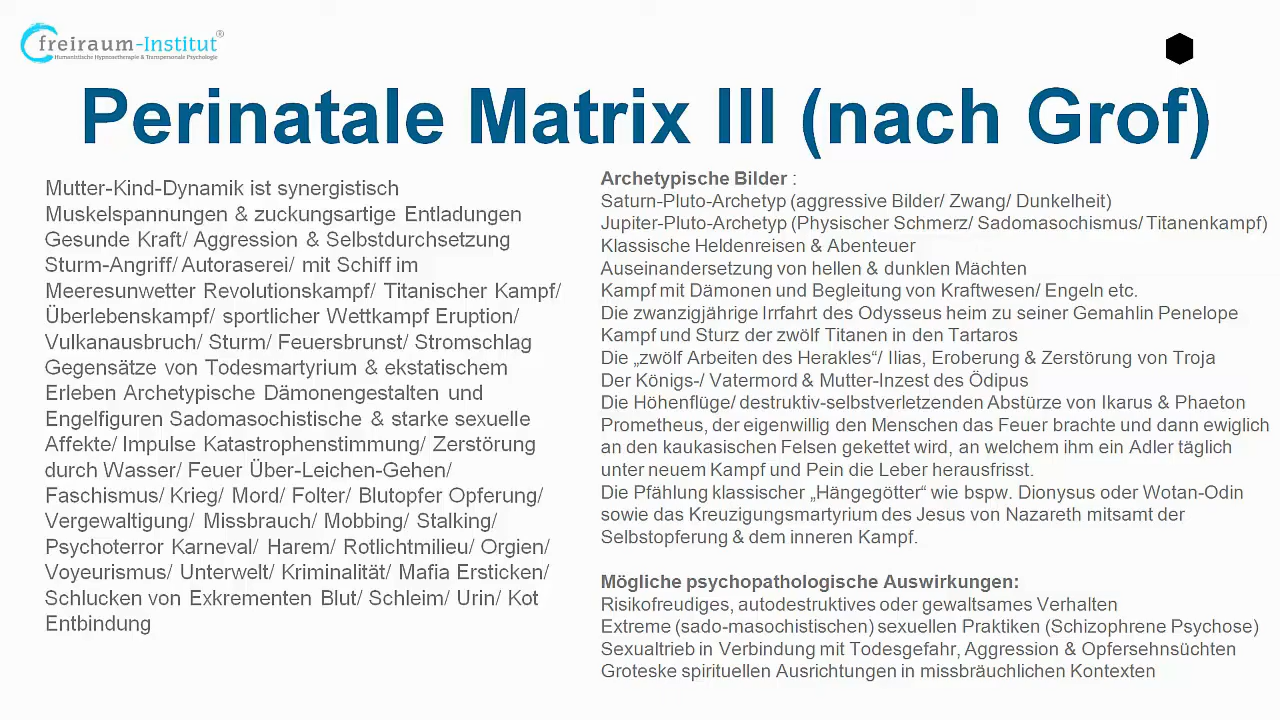 freiraum-Institut®
Humanistische Hypnosetherapie & Transpersonale Psychologie
Perinatale Matrix III (nach Grof)
Mutter-Kind-Dynamik ist synergistisch
Muskelspannungen & zuckungsartige Entladungen
Gesunde Kraft/ Aggression & Selbstdurchsetzung
Sturm-Angriff/ Autoraserei/ mit Schiff im
Meeresunwetter Revolutionskampf/ Titanischer Kampf/
Überlebenskampf/ sportlicher Wettkampf Eruption/
Vulkanausbruch/ Sturm/ Feuersbrunst/ Stromschlag
Gegensätze von Todesmartyrium & ekstatischem
Erleben Archetypische Dämonengestalten und
Engelfiguren Sadomasochistische & starke sexuelle
Affekte/ Impulse Katastrophenstimmung/ Zerstörung
durch Wasser/ Feuer Über-Leichen-Gehen/
Faschismus/ Krieg/ Mord/ Folter/ Blutopfer Opferung/
Vergewaltigung/ Missbrauch/ Mobbing/ Stalking/
Psychoterror Karneval/ Harem/ Rotlichtmilieu/ Orgien/
Voyeurismus/ Unterwelt/ Kriminalität/ Mafia Ersticken/
Schlucken von Exkrementen Blut/ Schleim/ Urin/ Kot
Entbindung
Archetypische Bilder :
Saturn-Pluto-Archetyp (aggressive Bilder/ Zwang/ Dunkelheit)
Jupiter-Pluto-Archetyp (Physischer Schmerz/ Sadomasochismus/ Titanenkampf)
Klassische Heldenreisen & Abenteuer
Auseinandersetzung von hellen & dunklen Mächten
Kampf mit Dämonen und Begleitung von Kraftwesen/ Engeln etc.
Die zwanzigjährige Irrfahrt des Odysseus heim zu seiner Gemahlin Penelope
Kampf und Sturz der zwölf Titanen in den Tartaros
Die „zwölf Arbeiten des Herakles“/ Ilias, Eroberung & Zerstörung von Troja
Der Königs-/ Vatermord & Mutter-Inzest des Ödipus
Die Höhenflüge/ destruktiv-selbstverletzenden Abstürze von Ikarus & Phaeton
Prometheus, der eigenwillig den Menschen das Feuer brachte und dann ewiglich
an den kaukasischen Felsen gekettet wird, an welchem ihm ein Adler täglich
unter neuem Kampf und Pein die Leber herausfrisst.
Die Pfählung klassischer „Hängegötter“ wie bspw. Dionysus oder Wotan-Odin
sowie das Kreuzigungsmartyrium des Jesus von Nazareth mitsamt der
Selbstopferung & dem inneren Kampf.
Mögliche psychopathologische Auswirkungen:
Risikofreudiges, autodestruktives oder gewaltsames Verhalten
Extreme (sado-masochistischen) sexuellen Praktiken (Schizophrene Psychose)
Sexualtrieb in Verbindung mit Todesgefahr, Aggression & Opfersehnsüchten
Groteske spirituellen Ausrichtungen in missbräuchlichen Kontexten